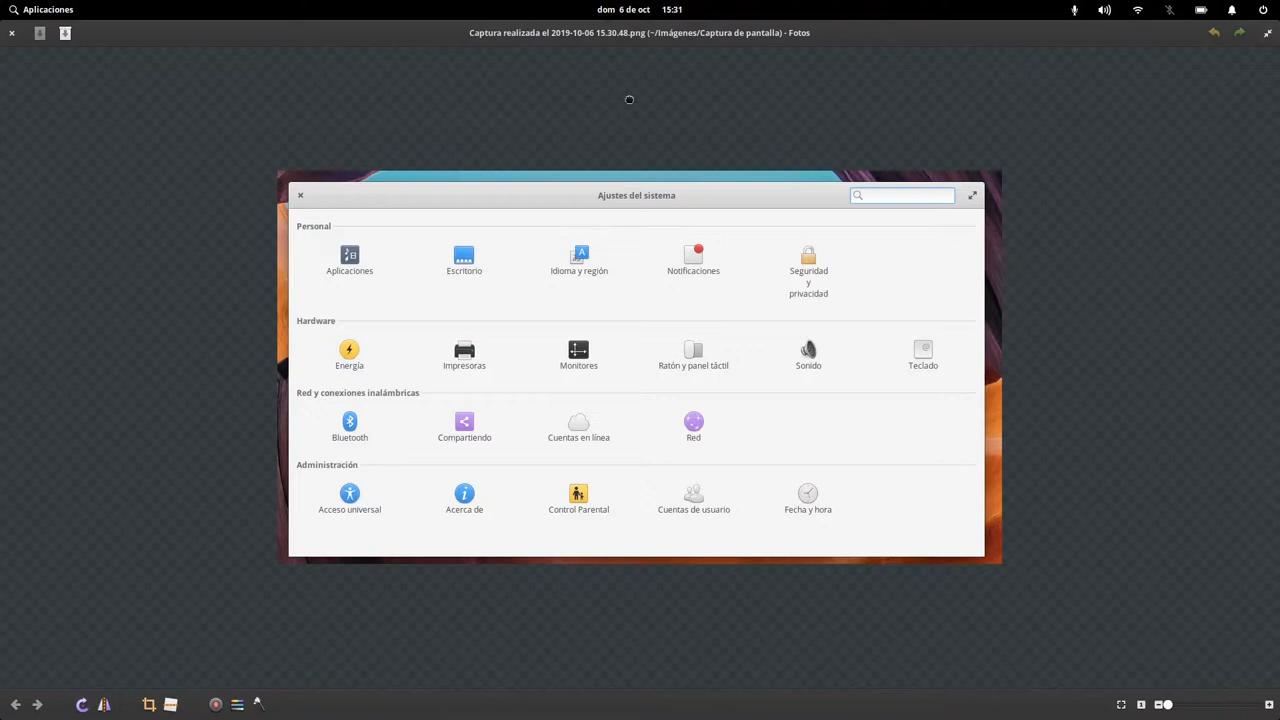 Aplicaciones
dom 6 de oct 15:31
Captura realizada el 2019-10-06 15.30.48.png (~/Imágenes/Captura de pantalla) - Fotos
Ajustes del sistema
Personal
Aplicaciones
Escritorio
Idioma y región
Notificaciones
Seguridad
y
privacidad
Hardware
Energía
Impresoras
Monitores
Ratón y panel táctil
Sonido
Teclado
Red y conexiones inalámbricas
Bluetooth
Compartiendo
Cuentas en línea
Red
Administración
Acceso universal
Acerca de
Control Parental
Cuentas de usuario
Fecha y hora